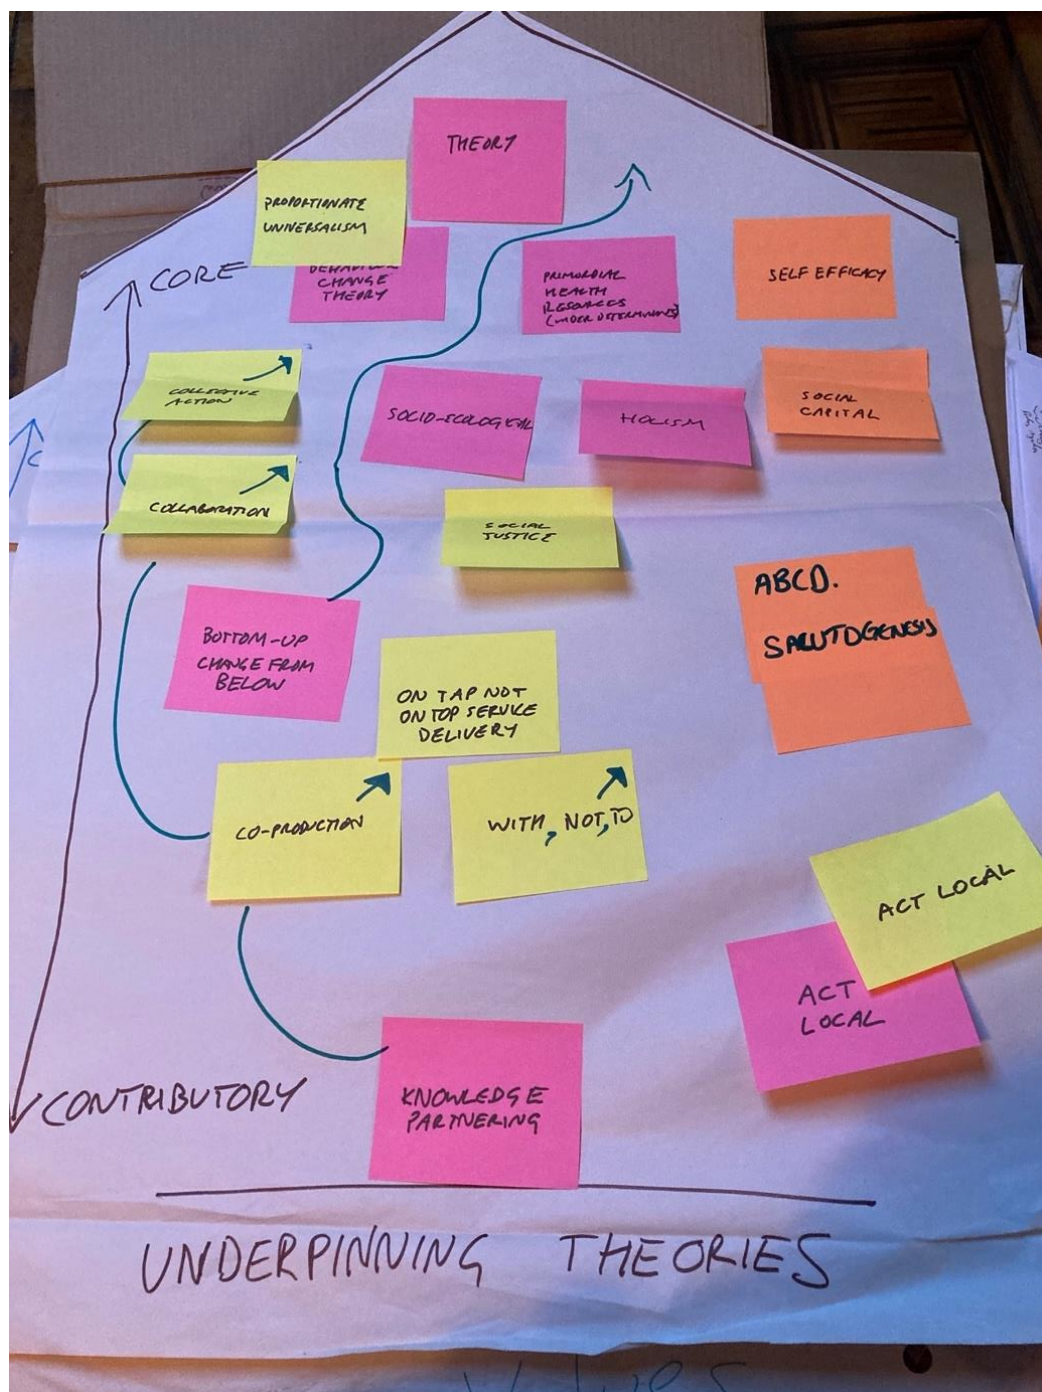 THEORY
PROPORTIONATE
UNIVERSALISM
CORE
CHANGE
THEORY
PRIMORDIAL
HEALTH
RESOURCES
SELF EFFICACY
COLLECTIVE
ACTION
SOCIO-ECOLOGICAL
HOLISM
SOCIAL
CAPITAL
COLLABORATION
SOCIAL
JUSTICE
ABCD.
SALUTOGENESIS
BOTTOM-UP
CHANGE FROM
BELOW
ON TAP NOT
ON TOP SERVICE
DELIVERY
CO-PRODUCTION
WITH, NOT, TO
ACT LOCAL
ACT
LOCAL
CONTRIBUTORY
KNOWLEDGE
PARTNERING
UNDERPINNING THEORIES